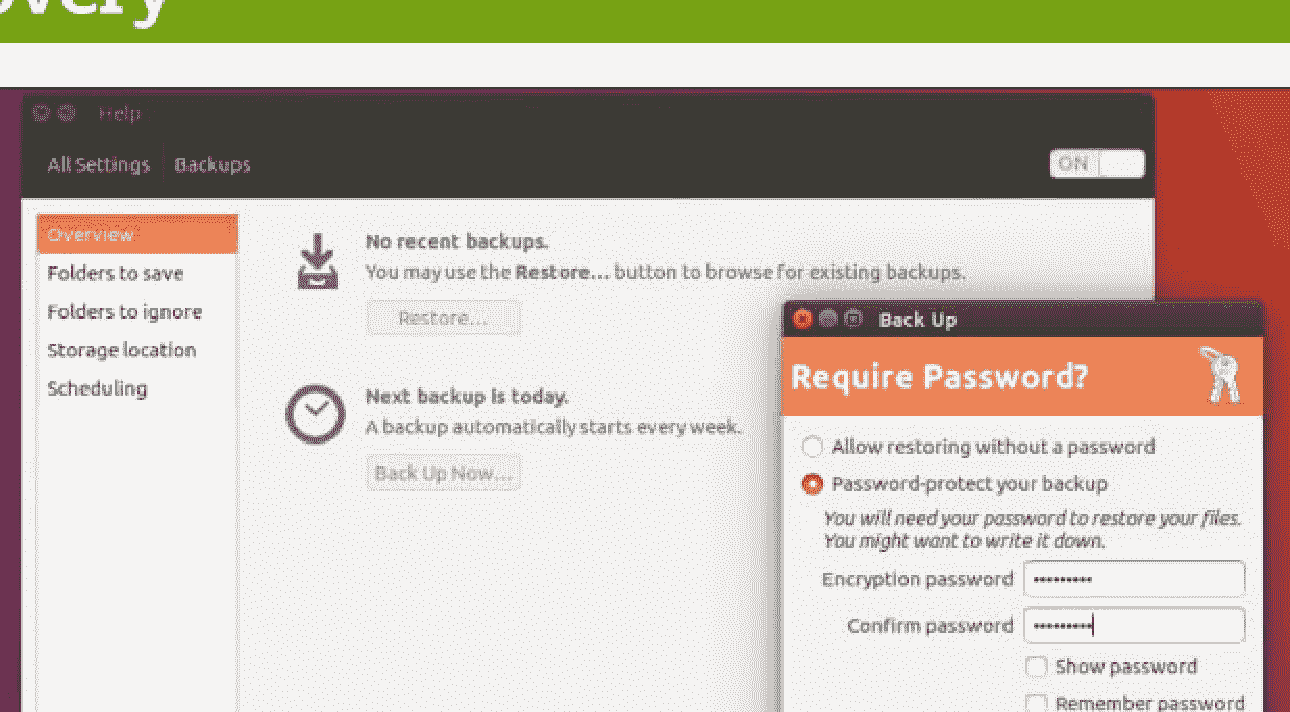 Help
All Settings Backups
ON
Overview
Folders to save
Folders to ignore
Storage location
Scheduling
No recent backups.
You may use the Restore... button to browse for existing backups.
Restore...
Next backup is today.
A backup automatically starts every week.
Back Up Now...
Back Up
Require Password?
Allow restoring without a password
Password-protect your backup
You will need your password to restore your files.
You might want to write it down.
Encryption password
Confirm password
Show password
Remember password